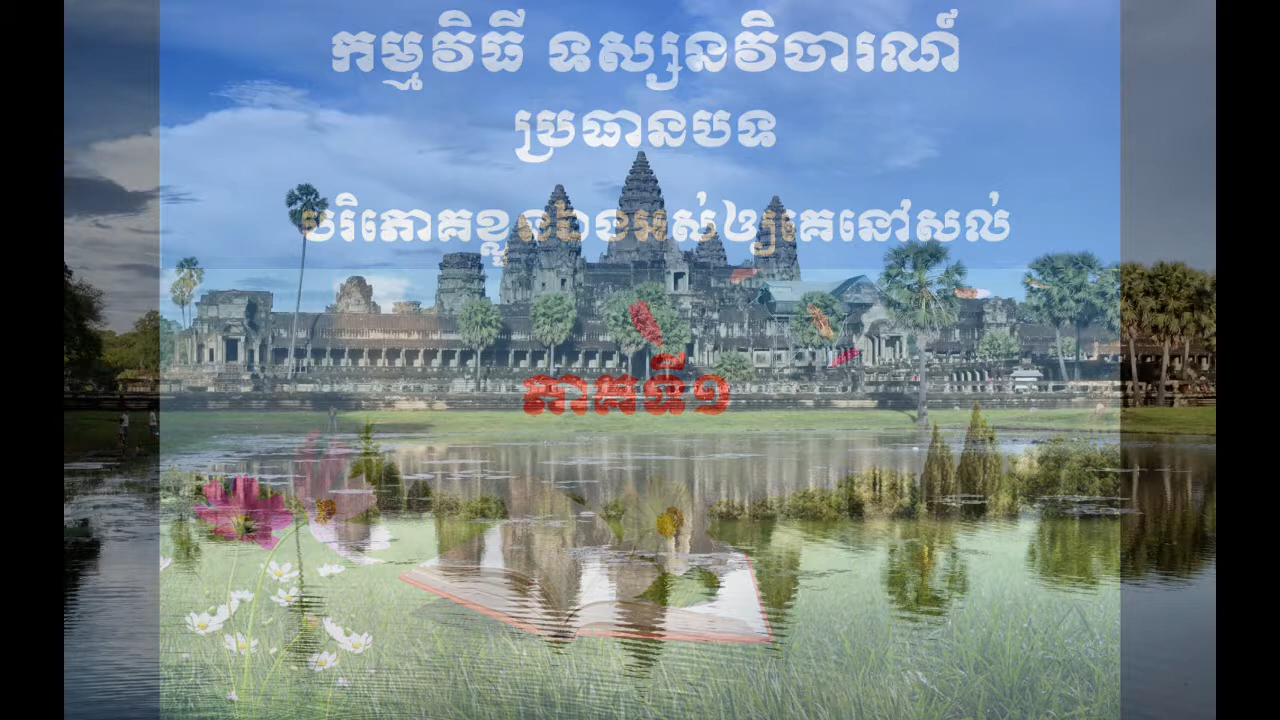 កម្មវិធី ទស្សនវិចារណ៍
ប្រធានបទ
បរិភោគខ្លួនឯងអស់ឲ្យគេនៅសល់
ភាគទី១